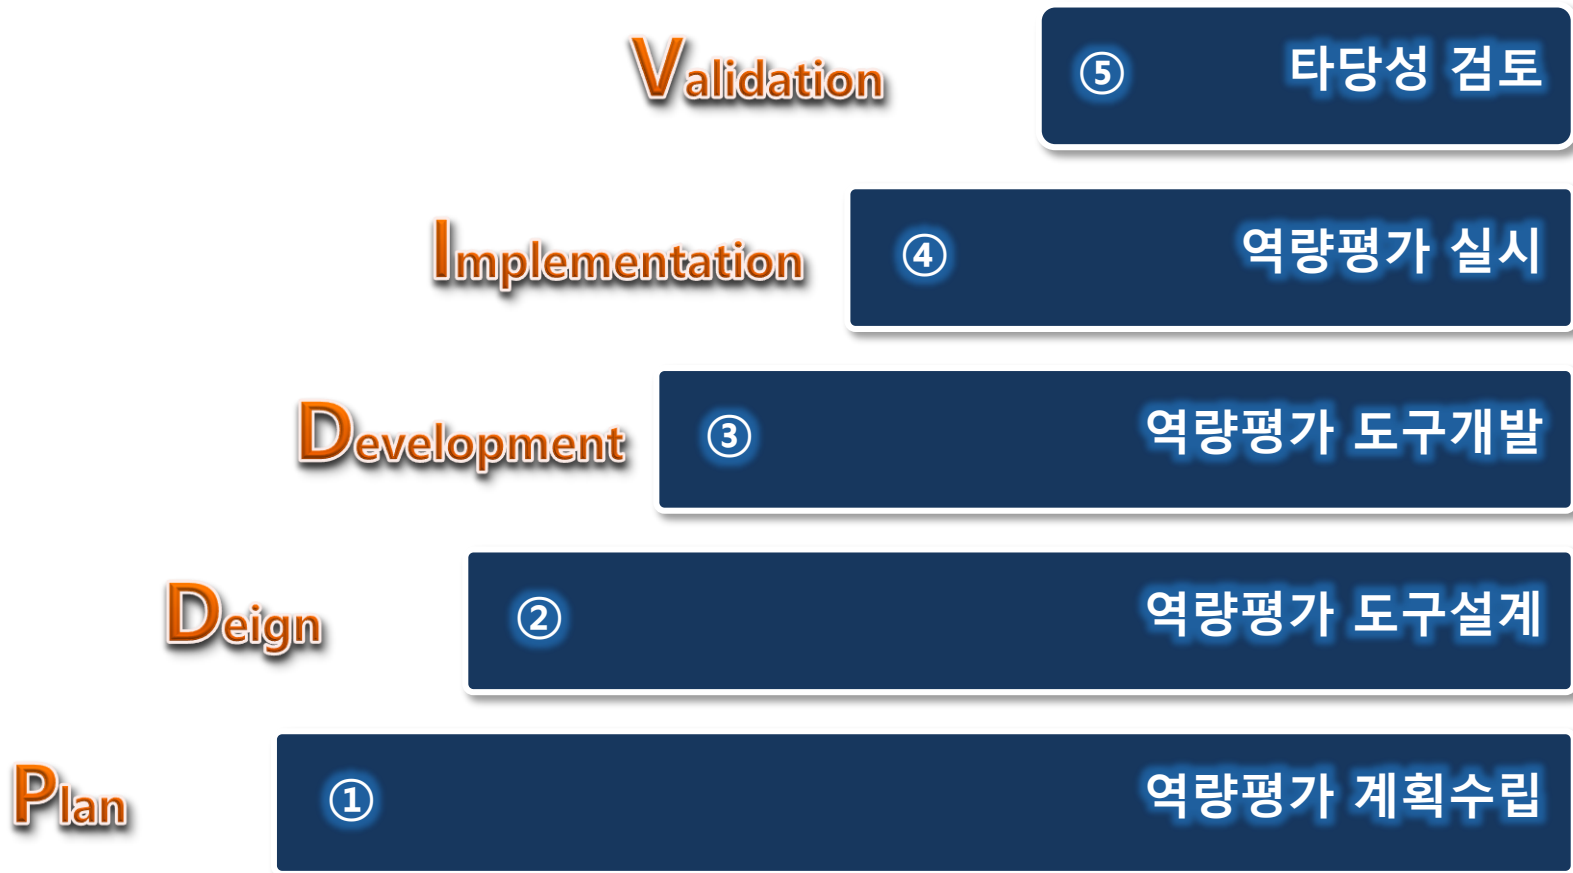 Validation ⑤ 타당성 검토
Implementation ④ 역량평가 실시
Development ③ 역량평가 도구개발
Deign ② 역량평가 도구설계
Plan ① 역량평가 계획수립